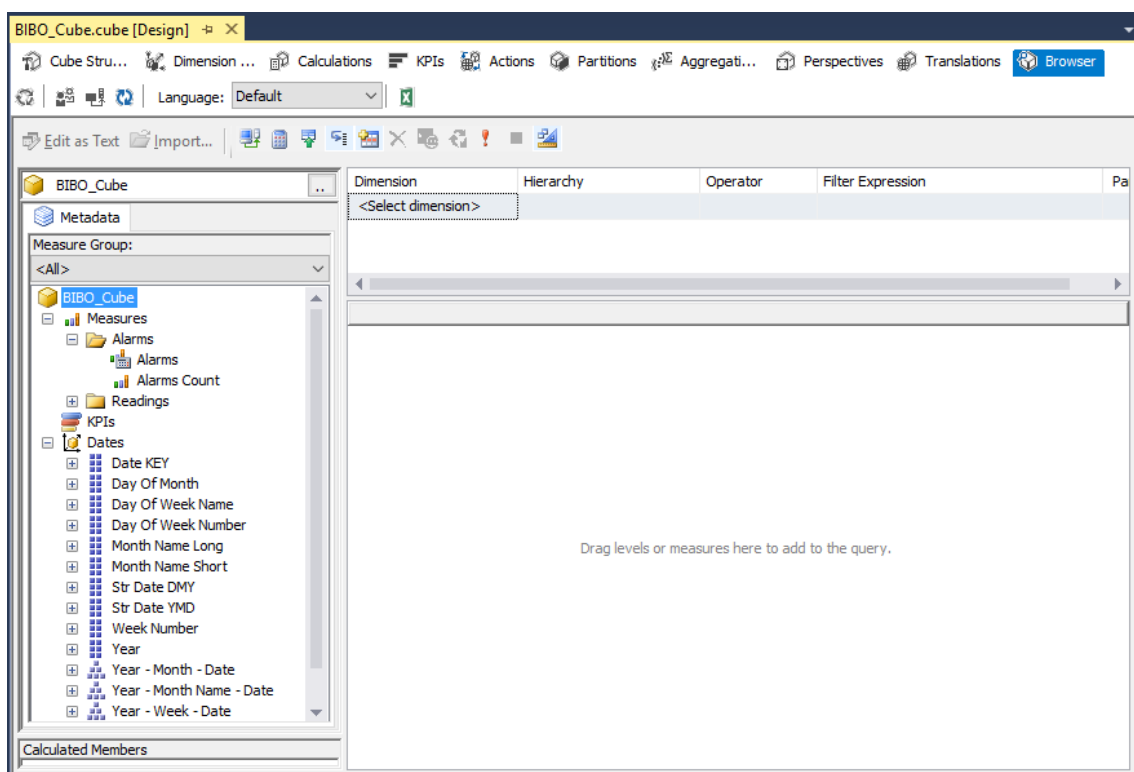 BIBO_Cube.cube [Design]
Cube Stru... Dimension ... Calculations KPIs Actions Partitions Aggregati... Perspectives Translations Browser
Language: Default
Edit as Text Import...
BIBO_Cube ..
Dimension Hierarchy Operator Filter Expression Pa
<Select dimension>
Metadata
Measure Group:
<All>
BIBO_Cube
Measures
Alarms
Alarms
Alarms Count
Readings
KPIs
Dates
Date KEY
Day Of Month
Day Of Week Name
Day Of Week Number
Month Name Long
Month Name Short
Str Date DMY
Str Date YMD
Week Number
Year
Year - Month - Date
Year - Month Name - Date
Year - Week - Date
Drag levels or measures here to add to the query.
Calculated Members